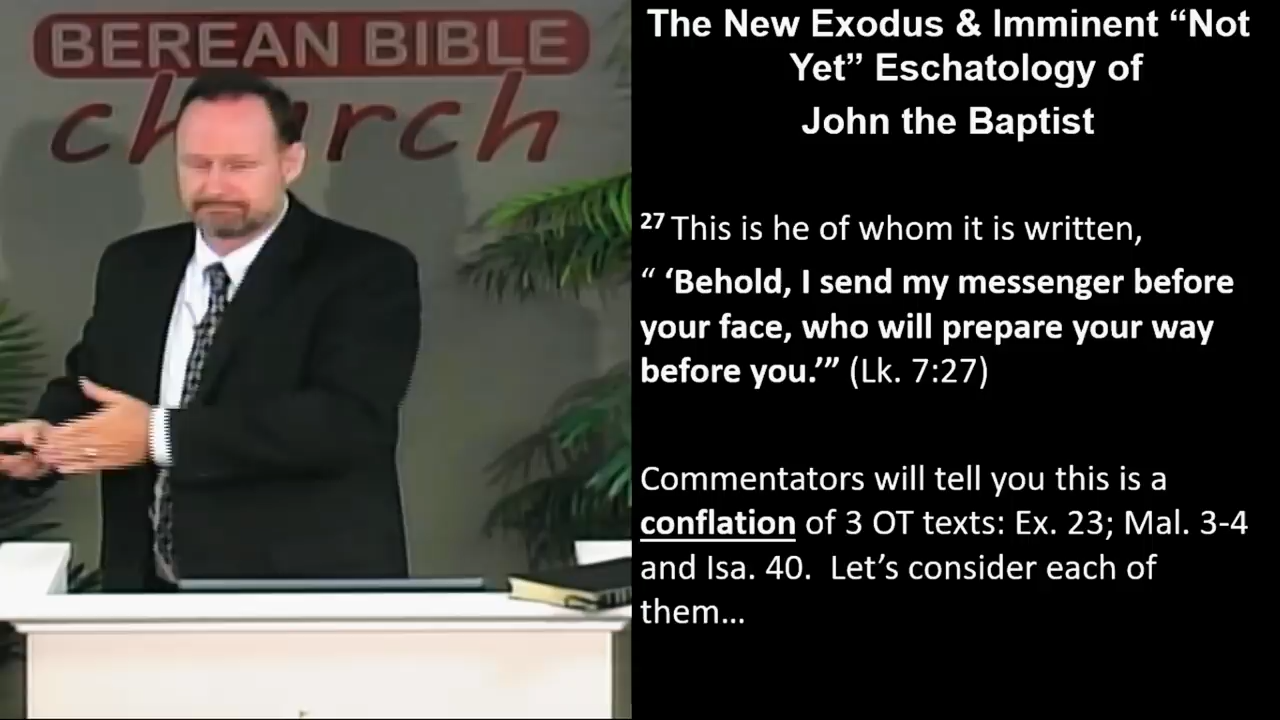 BEREAN BIBLE
church
The New Exodus & Imminent “Not
Yet” Eschatology of
John the Baptist
27 This is he of whom it is written,
“ ‘Behold, I send my messenger before
your face, who will prepare your way
before you.’” (Lk. 7:27)
Commentators will tell you this is a
conflation of 3 OT texts: Ex. 23; Mal. 3-4
and Isa. 40.  Let’s consider each of
them…